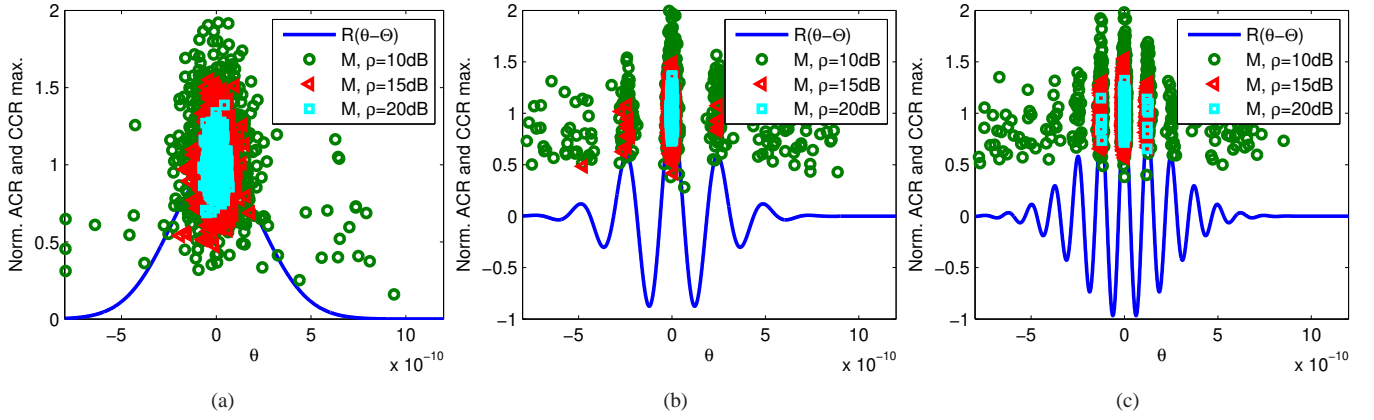 Norm. ACR and CCR max.
2
1.5
1
0.5
0
−5
0
5
10
x 10⁻¹⁰
θ
R(θ−Θ)
M, ρ=10dB
M, ρ=15dB
M, ρ=20dB
(a)
Norm. ACR and CCR max.
2
1.5
1
0.5
0
−0.5
−1
−5
0
5
10
x 10⁻¹⁰
θ
R(θ−Θ)
M, ρ=10dB
M, ρ=15dB
M, ρ=20dB
(b)
Norm. ACR and CCR max.
2
1.5
1
0.5
0
−0.5
−1
−5
0
5
10
x 10⁻¹⁰
θ
R(θ−Θ)
M, ρ=10dB
M, ρ=15dB
M, ρ=20dB
(c)